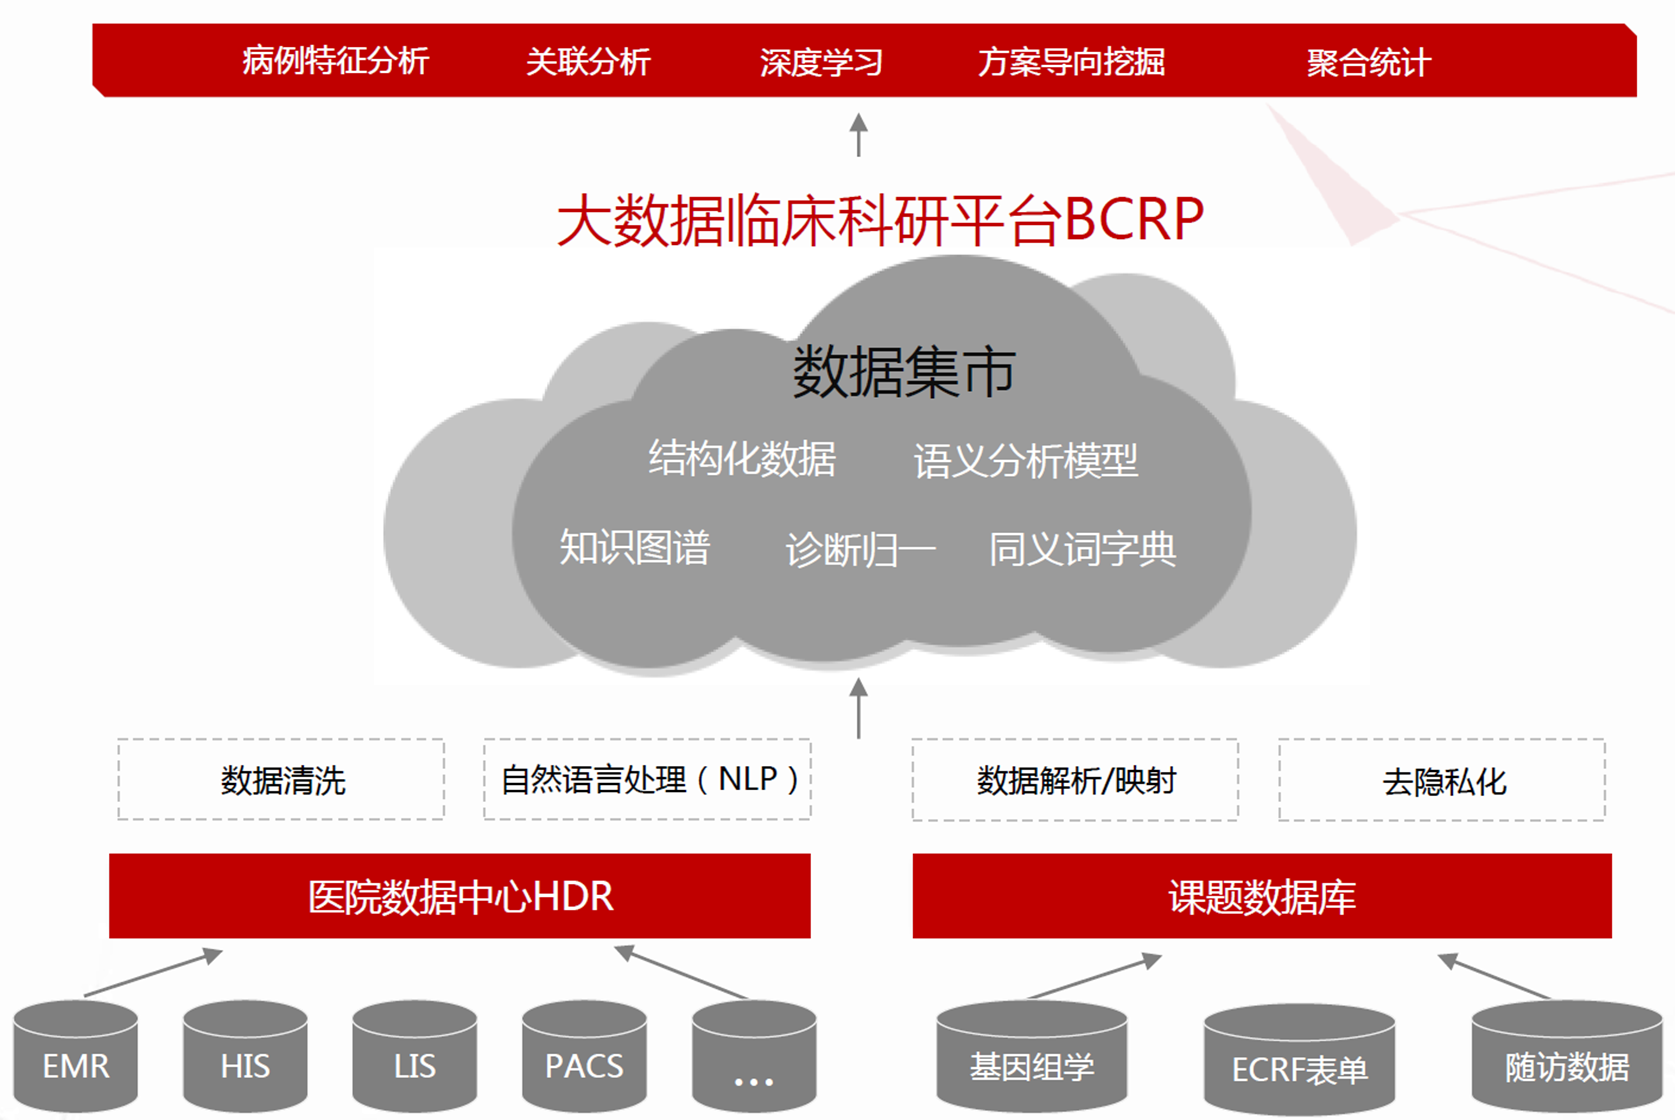 病例特征分析 关联分析 深度学习 方案导向挖掘 聚合统计
大数据临床科研平台BCRP
数据集市
结构化数据 语义分析模型
知识图谱 诊断归一 同义词字典
数据清洗 自然语言处理（NLP） 数据解析/映射 去隐私化
医院数据中心HDR 课题数据库
EMR HIS LIS PACS ... 基因组学 ECRF表单 随访数据